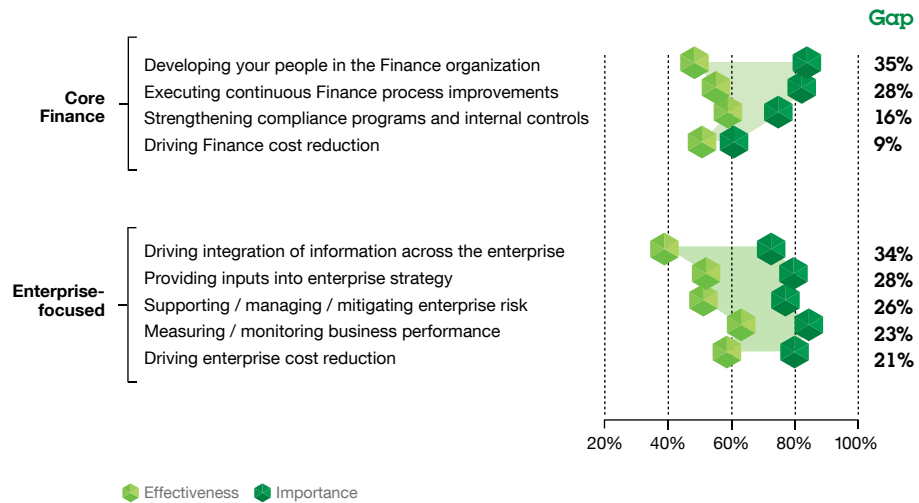 Gap
Core
Finance
Developing your people in the Finance organization
35%
Executing continuous Finance process improvements
28%
Strengthening compliance programs and internal controls
16%
Driving Finance cost reduction
9%
Enterprise-
focused
Driving integration of information across the enterprise
34%
Providing inputs into enterprise strategy
28%
Supporting / managing / mitigating enterprise risk
26%
Measuring / monitoring business performance
23%
Driving enterprise cost reduction
21%
20% 40% 60% 80% 100%
Effectiveness Importance